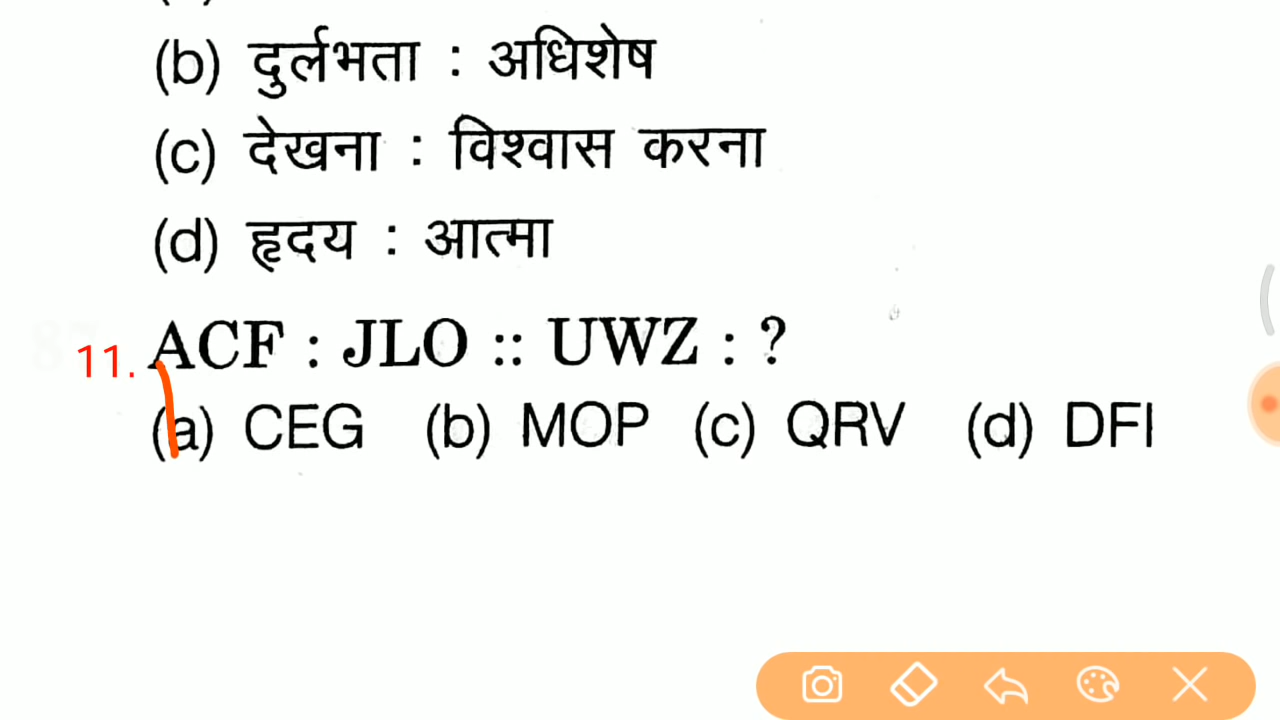 (b) दुर्लभता : अधिशेष
(c) देखना : विश्वास करना
(d) हृदय : आत्मा
11. ACF : JLO :: UWZ : ?
(a) CEG (b) MOP (c) QRV (d) DFI